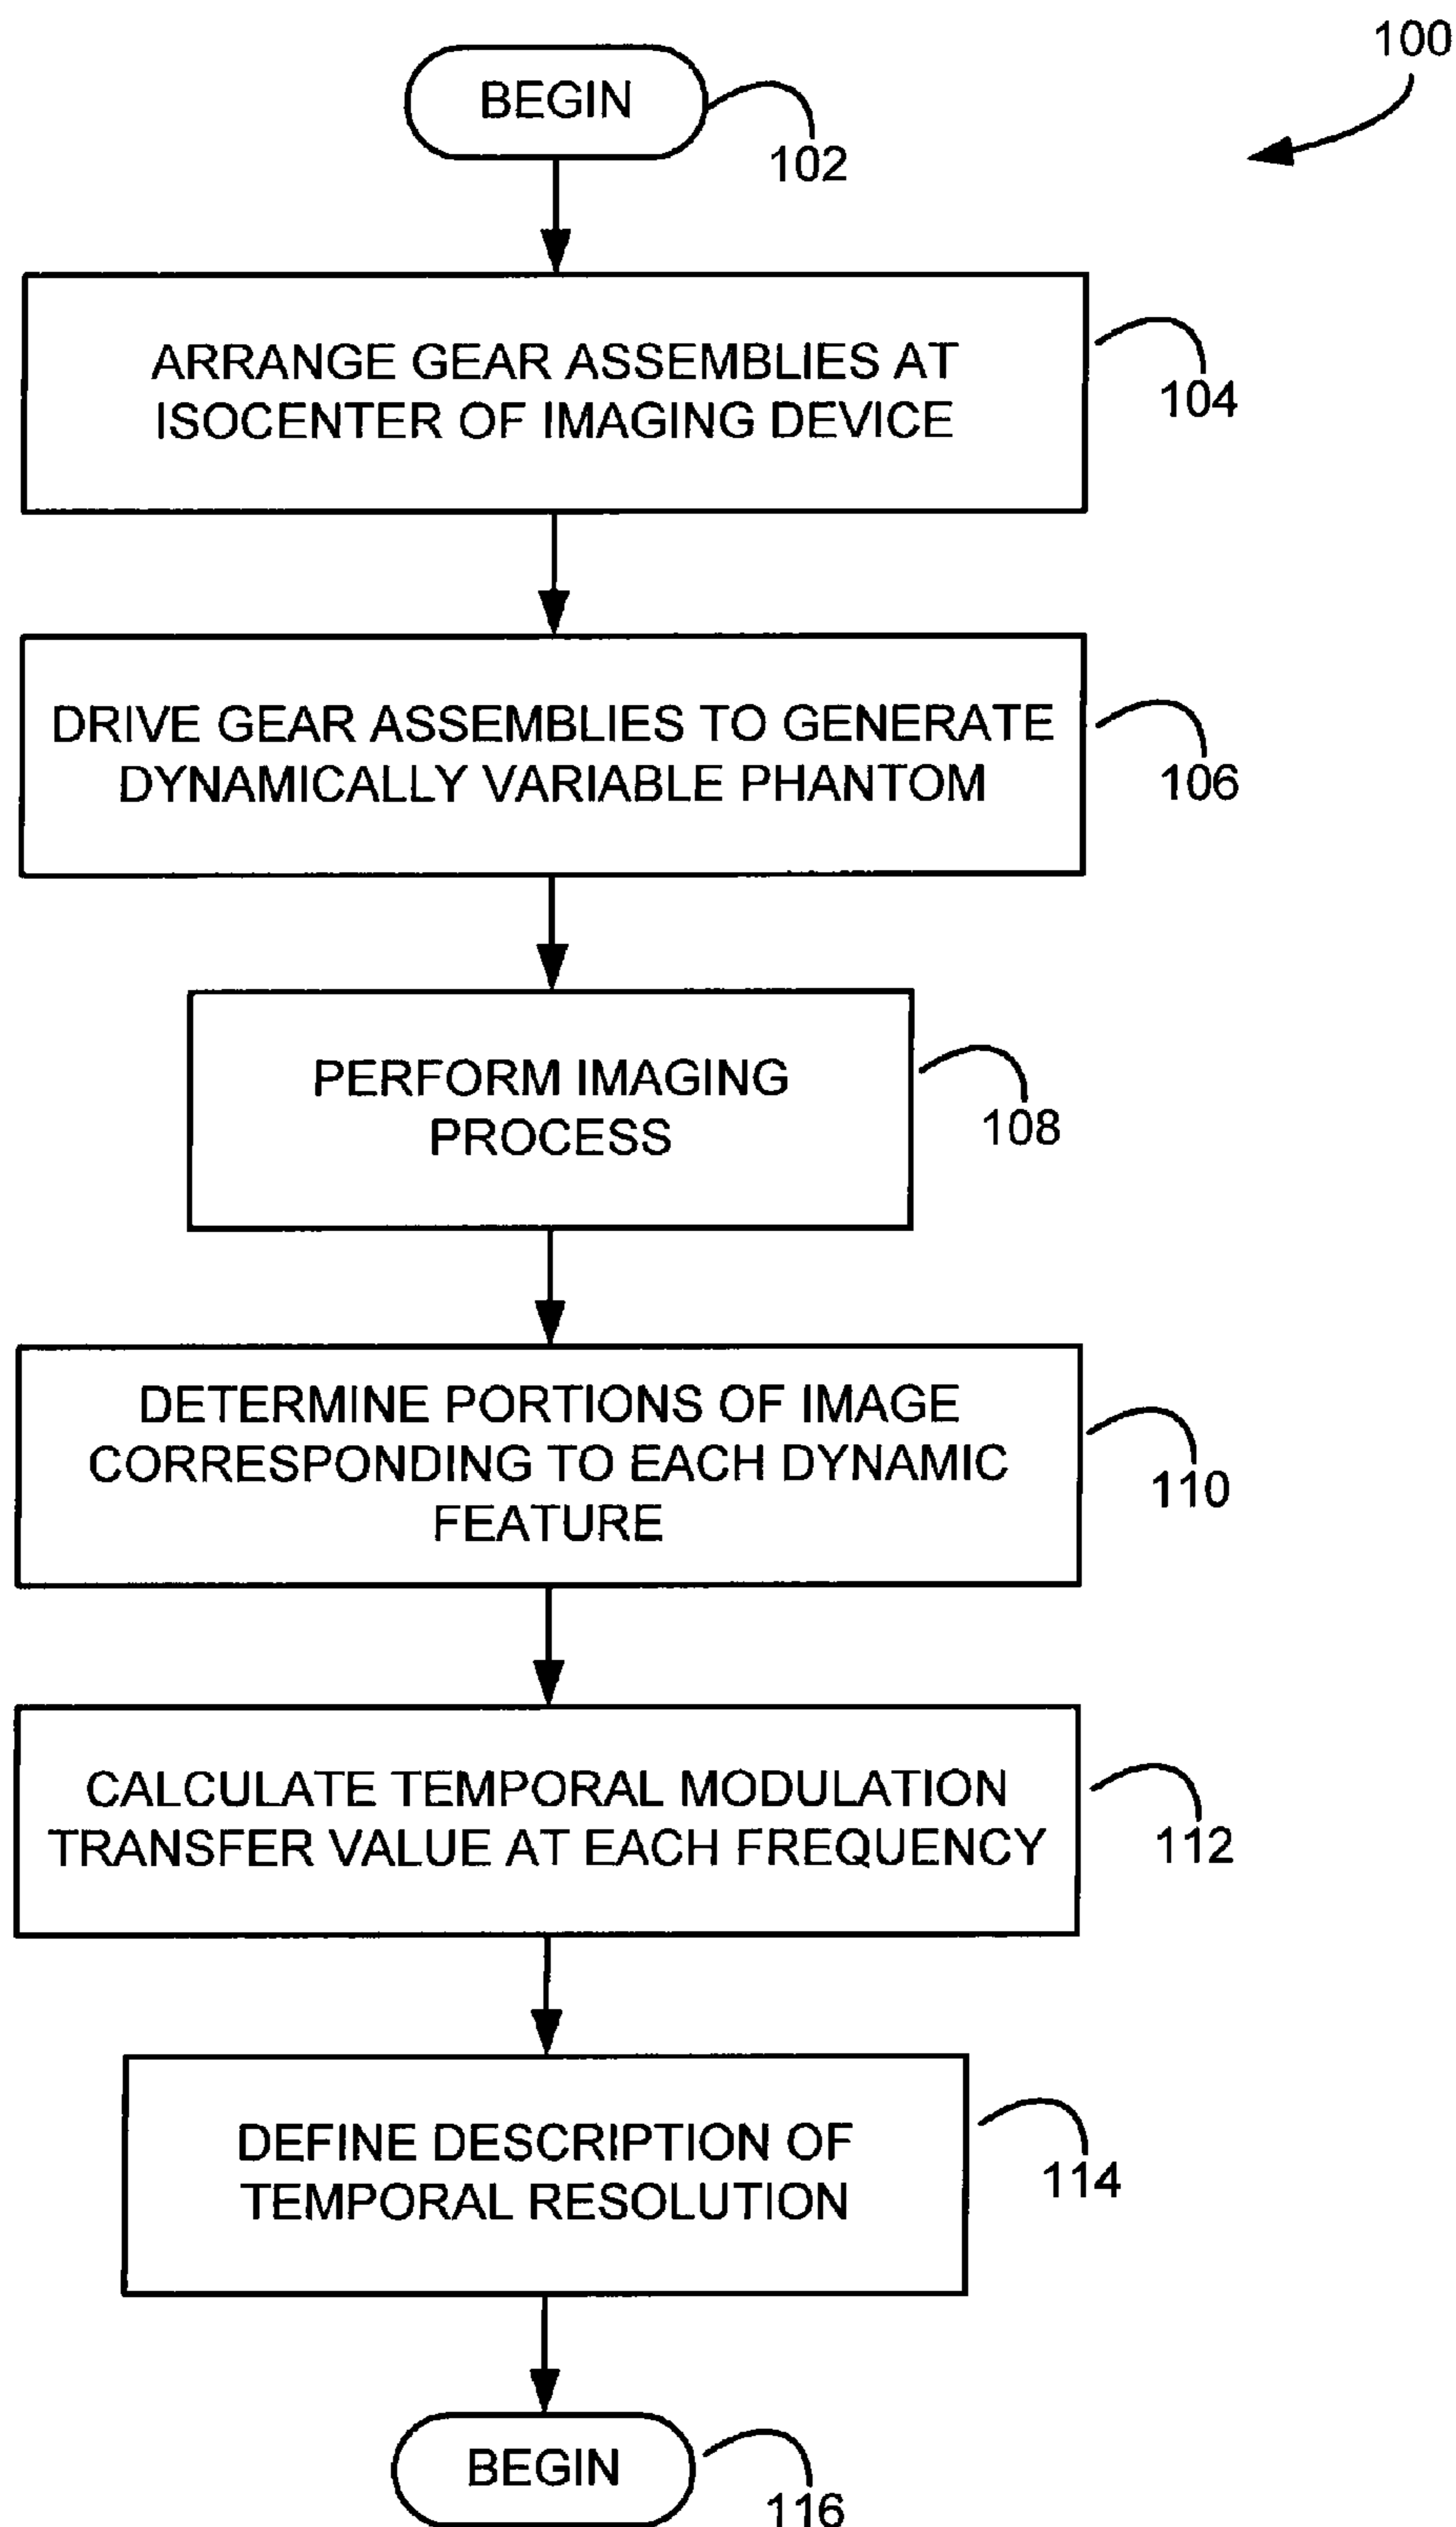 100
BEGIN
102
ARRANGE GEAR ASSEMBLIES AT
ISOCENTER OF IMAGING DEVICE
104
DRIVE GEAR ASSEMBLIES TO GENERATE
DYNAMICALLY VARIABLE PHANTOM
106
PERFORM IMAGING
PROCESS
108
DETERMINE PORTIONS OF IMAGE
CORRESPONDING TO EACH DYNAMIC
FEATURE
110
CALCULATE TEMPORAL MODULATION
TRANSFER VALUE AT EACH FREQUENCY
112
DEFINE DESCRIPTION OF
TEMPORAL RESOLUTION
114
BEGIN
116